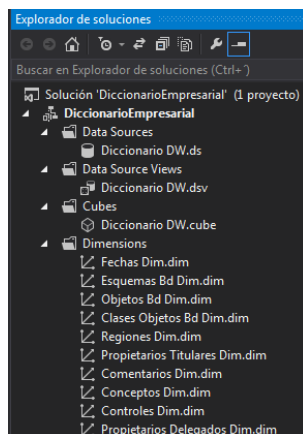 Explorador de soluciones
Buscar en Explorador de soluciones (Ctrl+´)
Solución 'DiccionarioEmpresarial' (1 proyecto)
DiccionarioEmpresarial
Data Sources
Diccionario DW.ds
Data Source Views
Diccionario DW.dsv
Cubes
Diccionario DW.cube
Dimensions
Fechas Dim.dim
Esquemas Bd Dim.dim
Objetos Bd Dim.dim
Clases Objetos Bd Dim.dim
Regiones Dim.dim
Propietarios Titulares Dim.dim
Comentarios Dim.dim
Conceptos Dim.dim
Controles Dim.dim
Propietarios Delegados Dim.dim